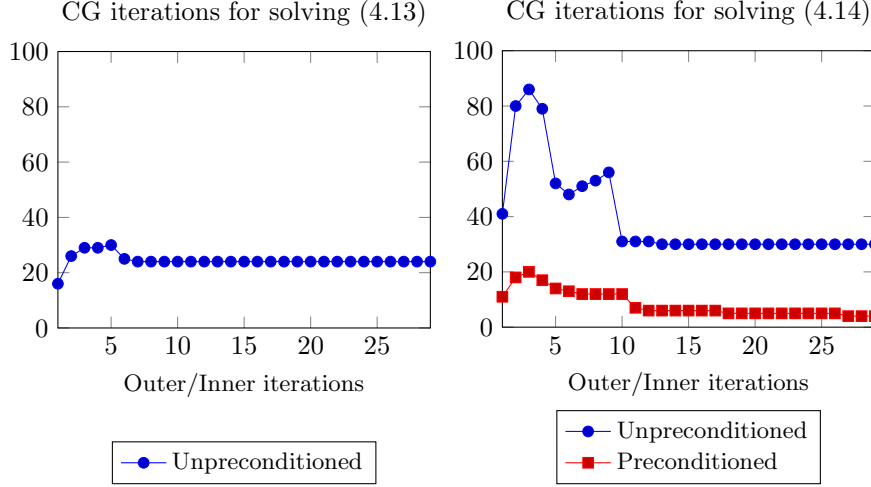 CG iterations for solving (4.13)
100
80
60
40
20
0
5 10 15 20 25
Outer/Inner iterations
Unpreconditioned
CG iterations for solving (4.14)
100
80
60
40
20
0
5 10 15 20 25
Outer/Inner iterations
Unpreconditioned
Preconditioned